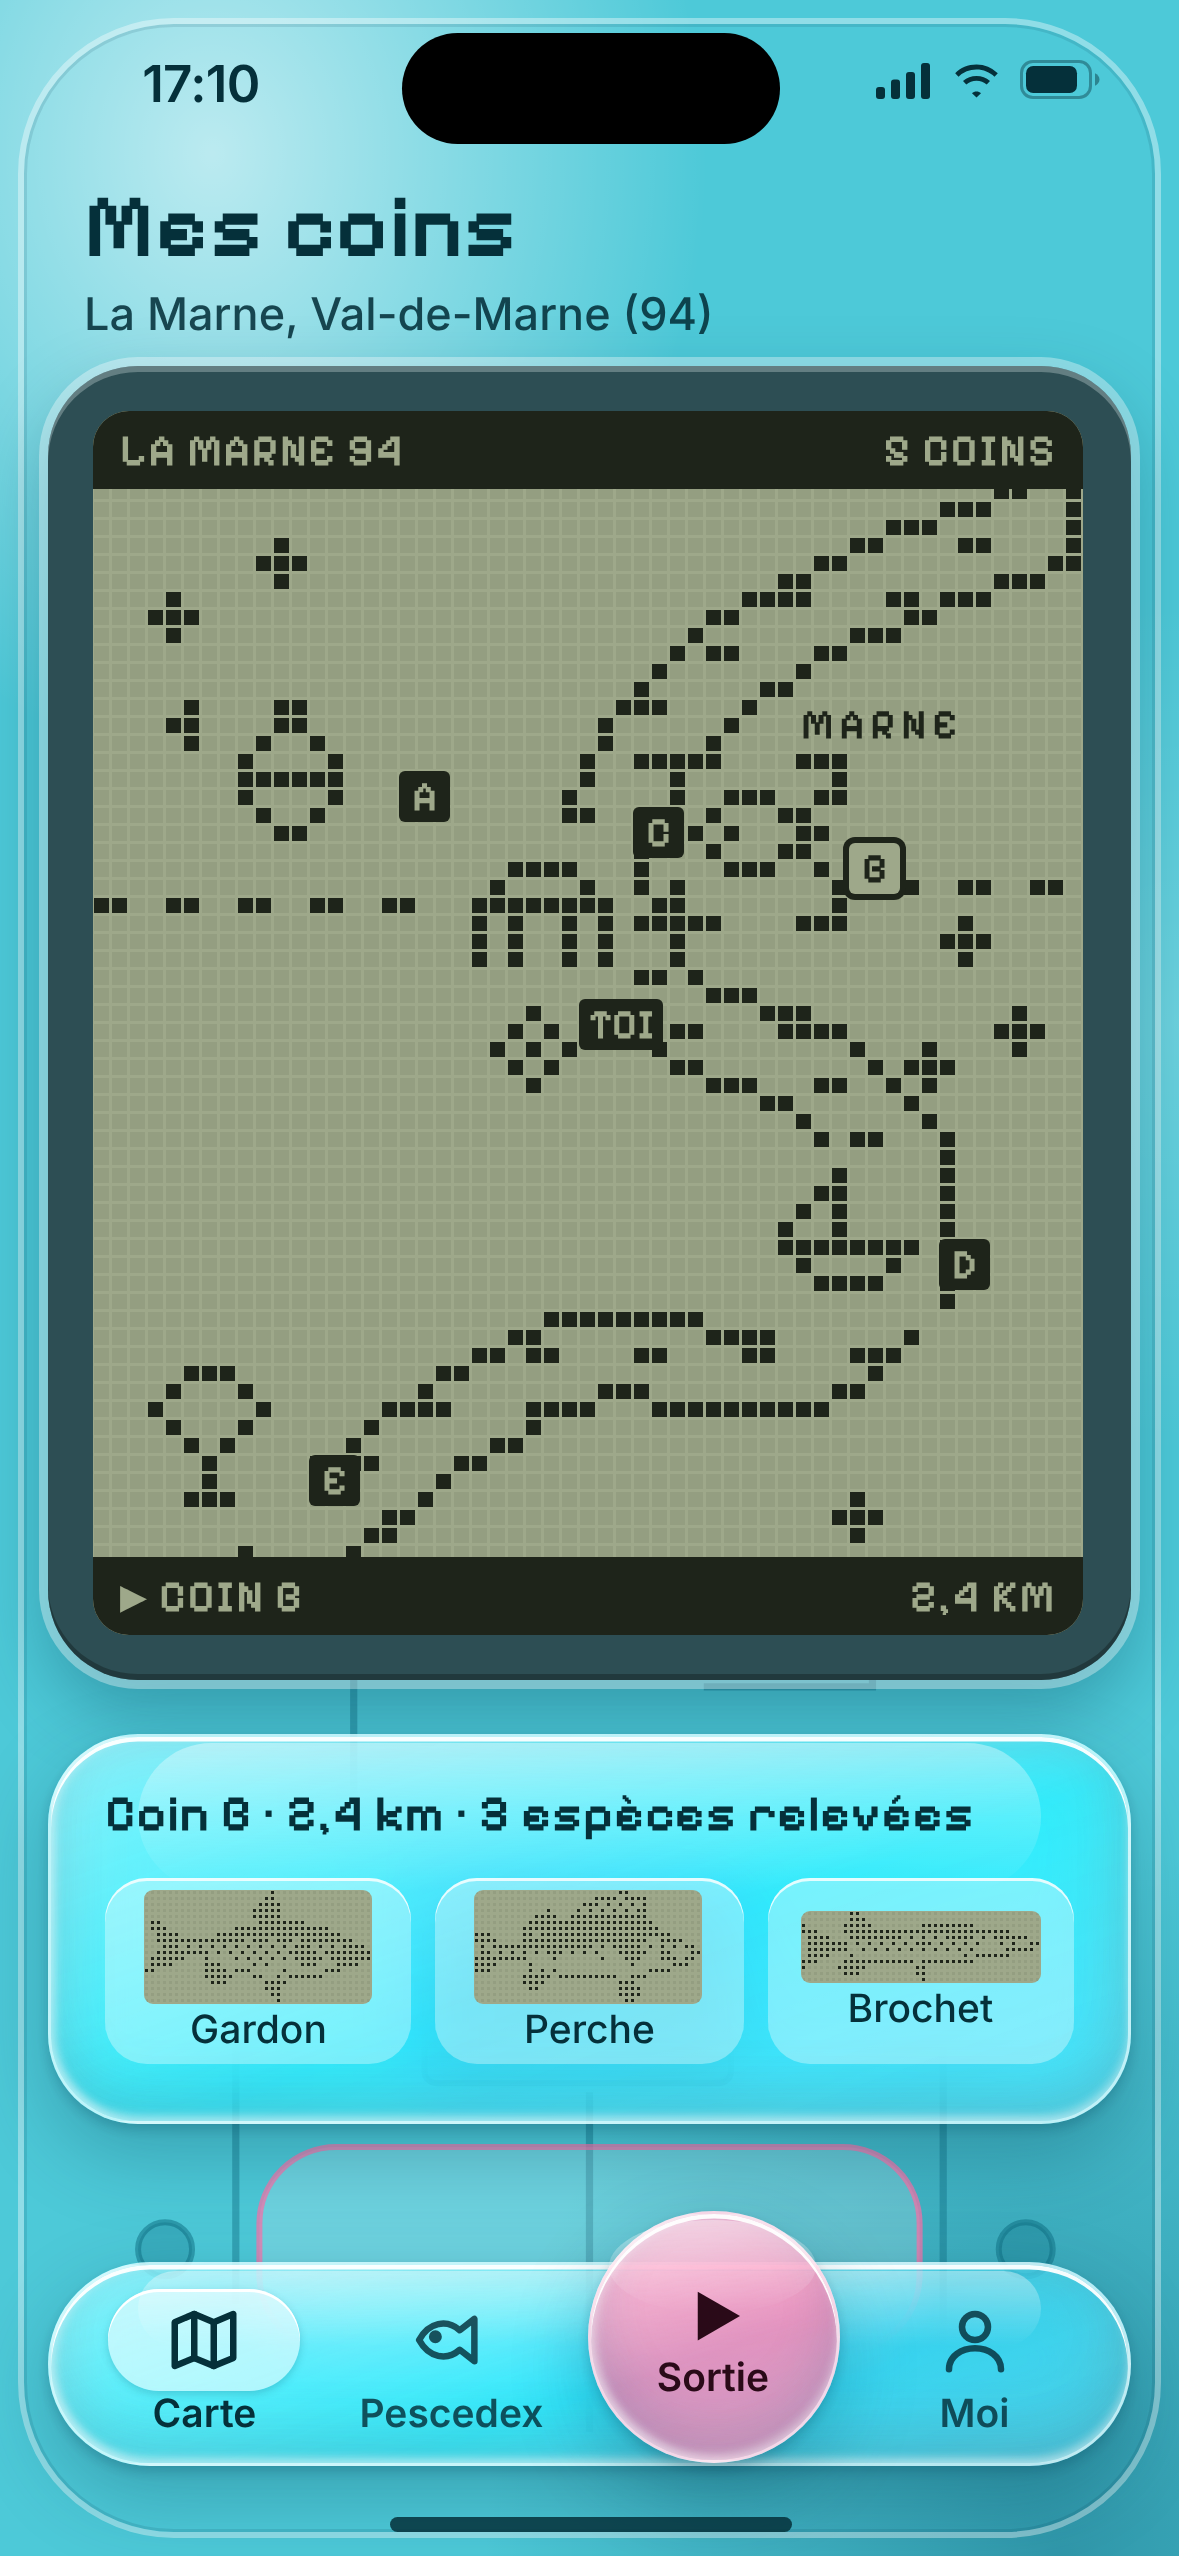 17:10
Mes coins
La Marne, Val-de-Marne (94)
LA MARNE 94
5 COINS
MARNE
A
C
B
TOI
D
E
▶ COIN B
2,4 KM
Coin B · 2,4 km · 3 espèces relevées
Gardon
Perche
Brochet
Sortie
Carte
Pescedex
Moi